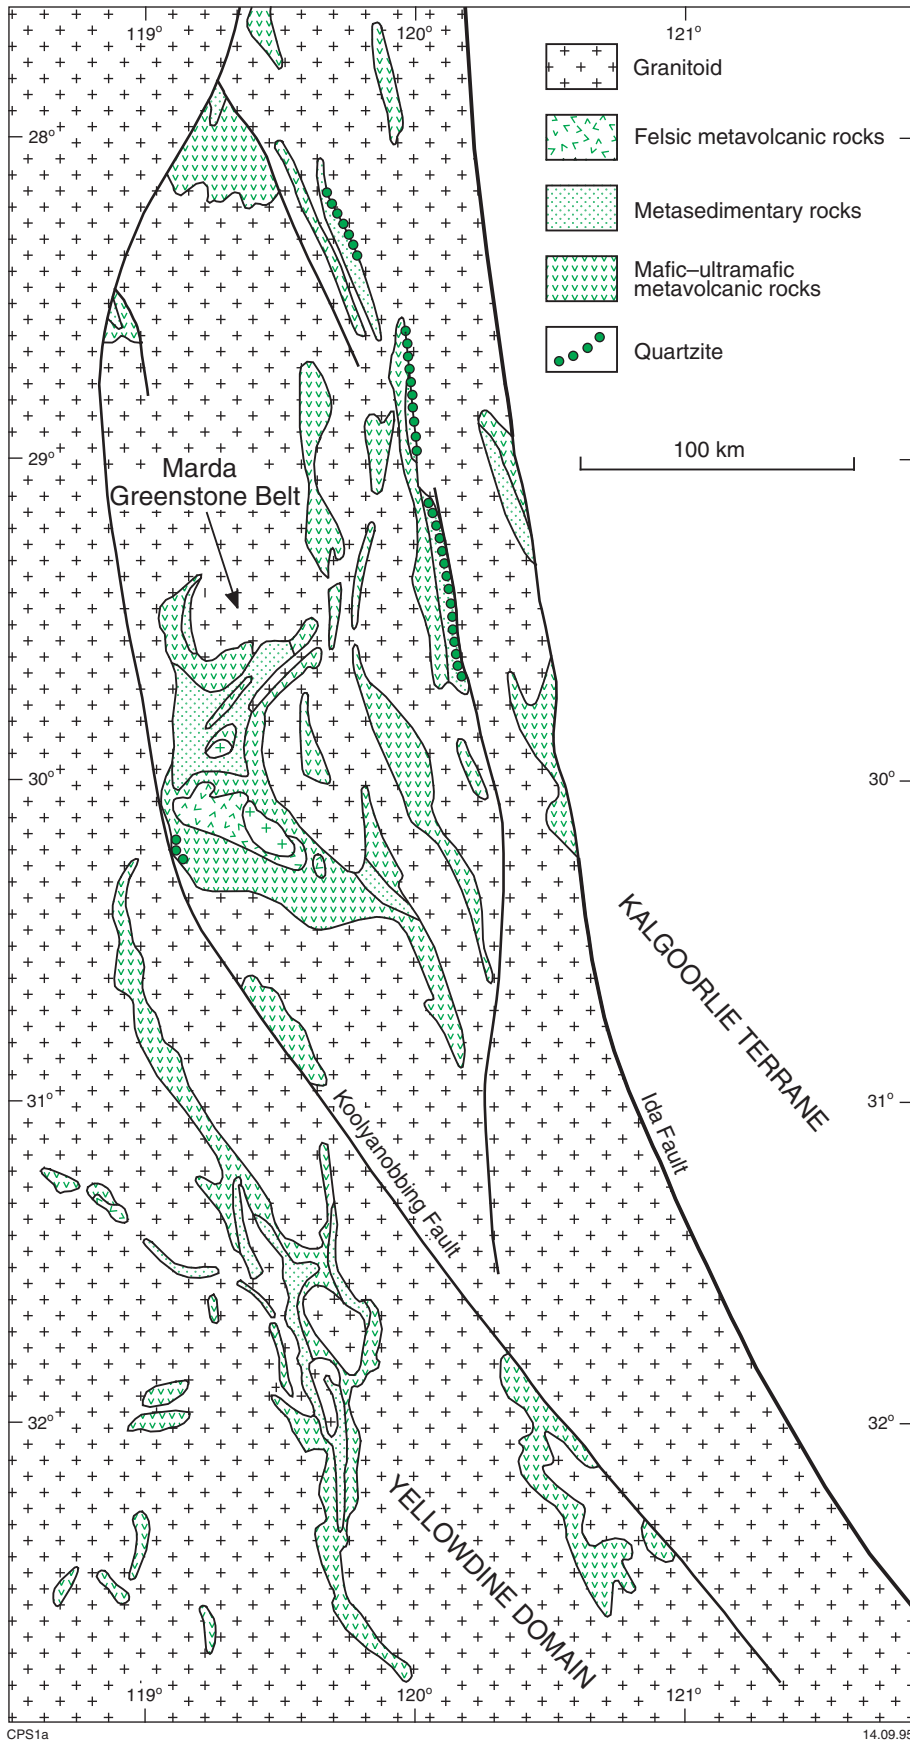 119°
120°
121°
Granitoid
28°
Felsic metavolcanic rocks
Metasedimentary rocks
Mafic–ultramafic
metavolcanic rocks
Quartzite
29°
100 km
Marda
Greenstone Belt
30°
30°
KALGOORLIE TERRANE
31°
31°
Ida Fault
Koolyanobbing Fault
32°
32°
YELLOWDINE DOMAIN
119°
120°
121°
CPS1a
14.09.95